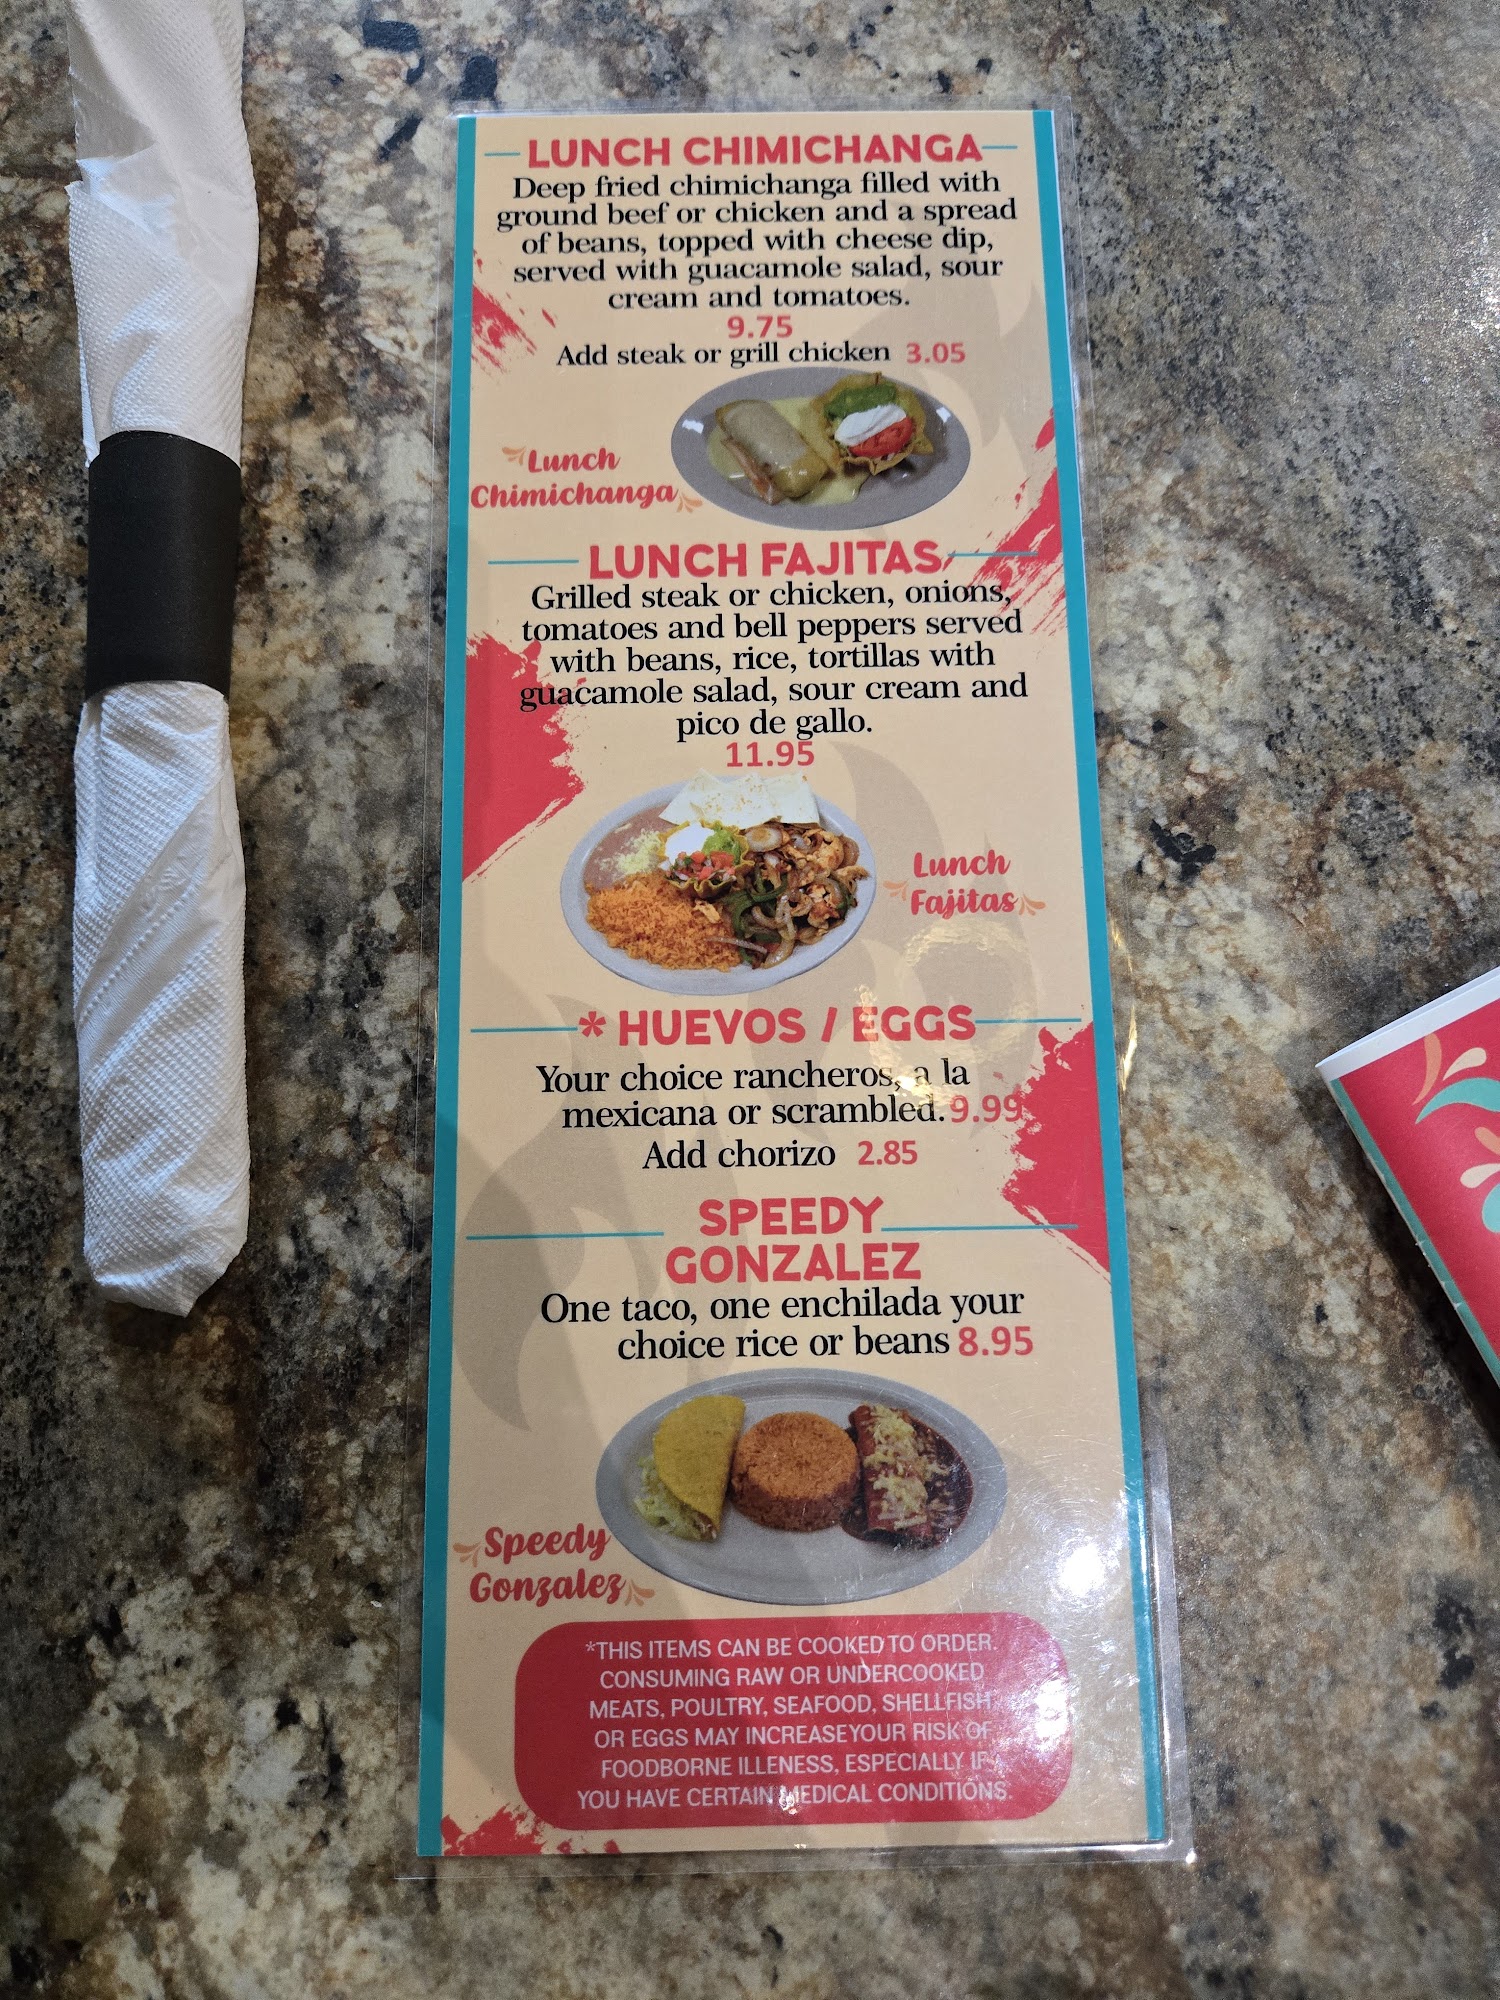 LUNCH CHIMICHANGA
Deep fried chimichanga filled with
ground beef or chicken and a spread
of beans, topped with cheese dip,
served with guacamole salad, sour
cream and tomatoes.
9.75
Add steak or grill chicken 3.05
Lunch
Chimichanga
LUNCH FAJITAS
Grilled steak or chicken, onions,
tomatoes and bell peppers served
with beans, rice, tortillas with
guacamole salad, sour cream and
pico de gallo.
11.95
Lunch
Fajitas
* HUEVOS / EGGS
Your choice rancheros, a la
mexicana or scrambled. 9.99
Add chorizo 2.85
SPEEDY
GONZALEZ
One taco, one enchilada your
choice rice or beans 8.95
Speedy
Gonzalez
*THIS ITEMS CAN BE COOKED TO ORDER.
CONSUMING RAW OR UNDERCOOKED
MEATS, POULTRY, SEAFOOD, SHELLFISH
OR EGGS MAY INCREASEYOUR RISK OF
FOODBORNE ILLENESS, ESPECIALLY IF
YOU HAVE CERTAIN MEDICAL CONDITIONS.